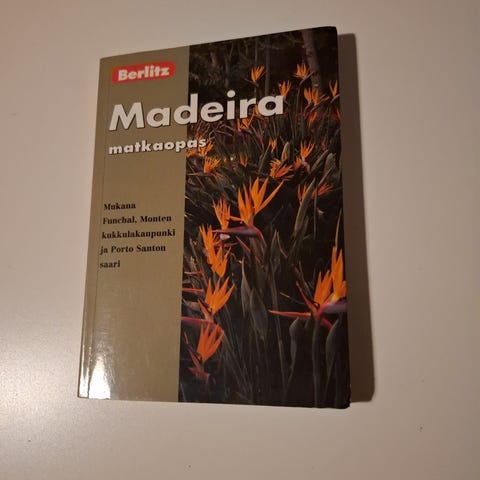 Berlitz
Madeira
matkaopas
Mukana
Funchal, Monten
kukkulakaupunki
ja Porto Santon
saari